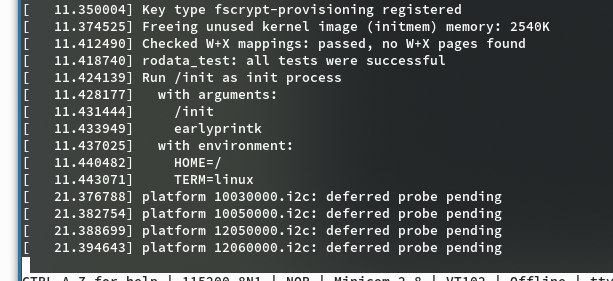 [   11.350004] Key type fscrypt-provisioning registered
[   11.374525] Freeing unused kernel image (initmem) memory: 2540K
[   11.412490] Checked W+X mappings: passed, no W+X pages found
[   11.418740] rodata_test: all tests were successful
[   11.424139] Run /init as init process
[   11.428177]   with arguments:
[   11.431444]     /init
[   11.433949]     earlyprintk
[   11.437025]   with environment:
[   11.440482]     HOME=/
[   11.443071]     TERM=linux
[   21.376788] platform 10030000.i2c: deferred probe pending
[   21.382754] platform 10050000.i2c: deferred probe pending
[   21.388699] platform 12050000.i2c: deferred probe pending
[   21.394643] platform 12060000.i2c: deferred probe pending
CTRL-A Z for help | 115200 8N1 | NOR | Minicom 2.8 | VT102 | Offline | tty